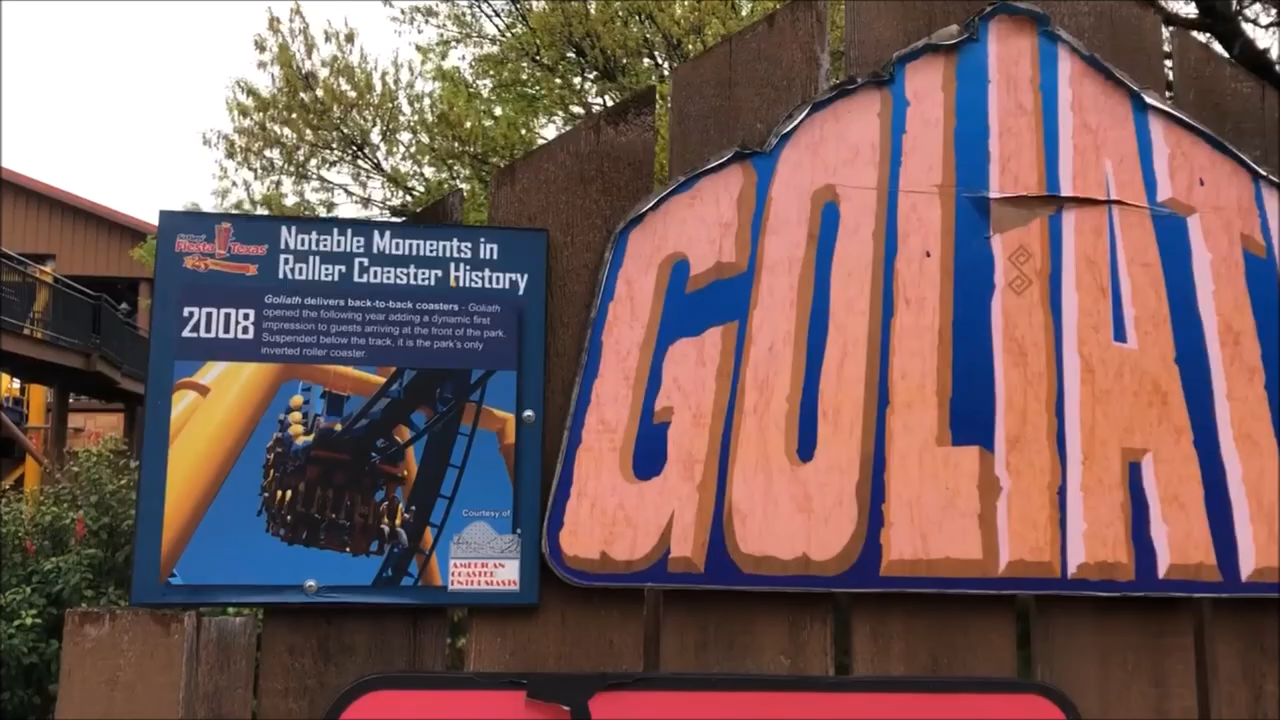 Six Flags
Fiesta Texas
Notable Moments in
Roller Coaster History
2008
Goliath delivers back-to-back coasters - Goliath
opened the following year adding a dynamic first
impression to guests arriving at the front of the park.
Suspended below the track, it is the park's only
inverted roller coaster.
Courtesy of
AMERICAN
COASTER
ENTHUSIASTS
GOLIAT